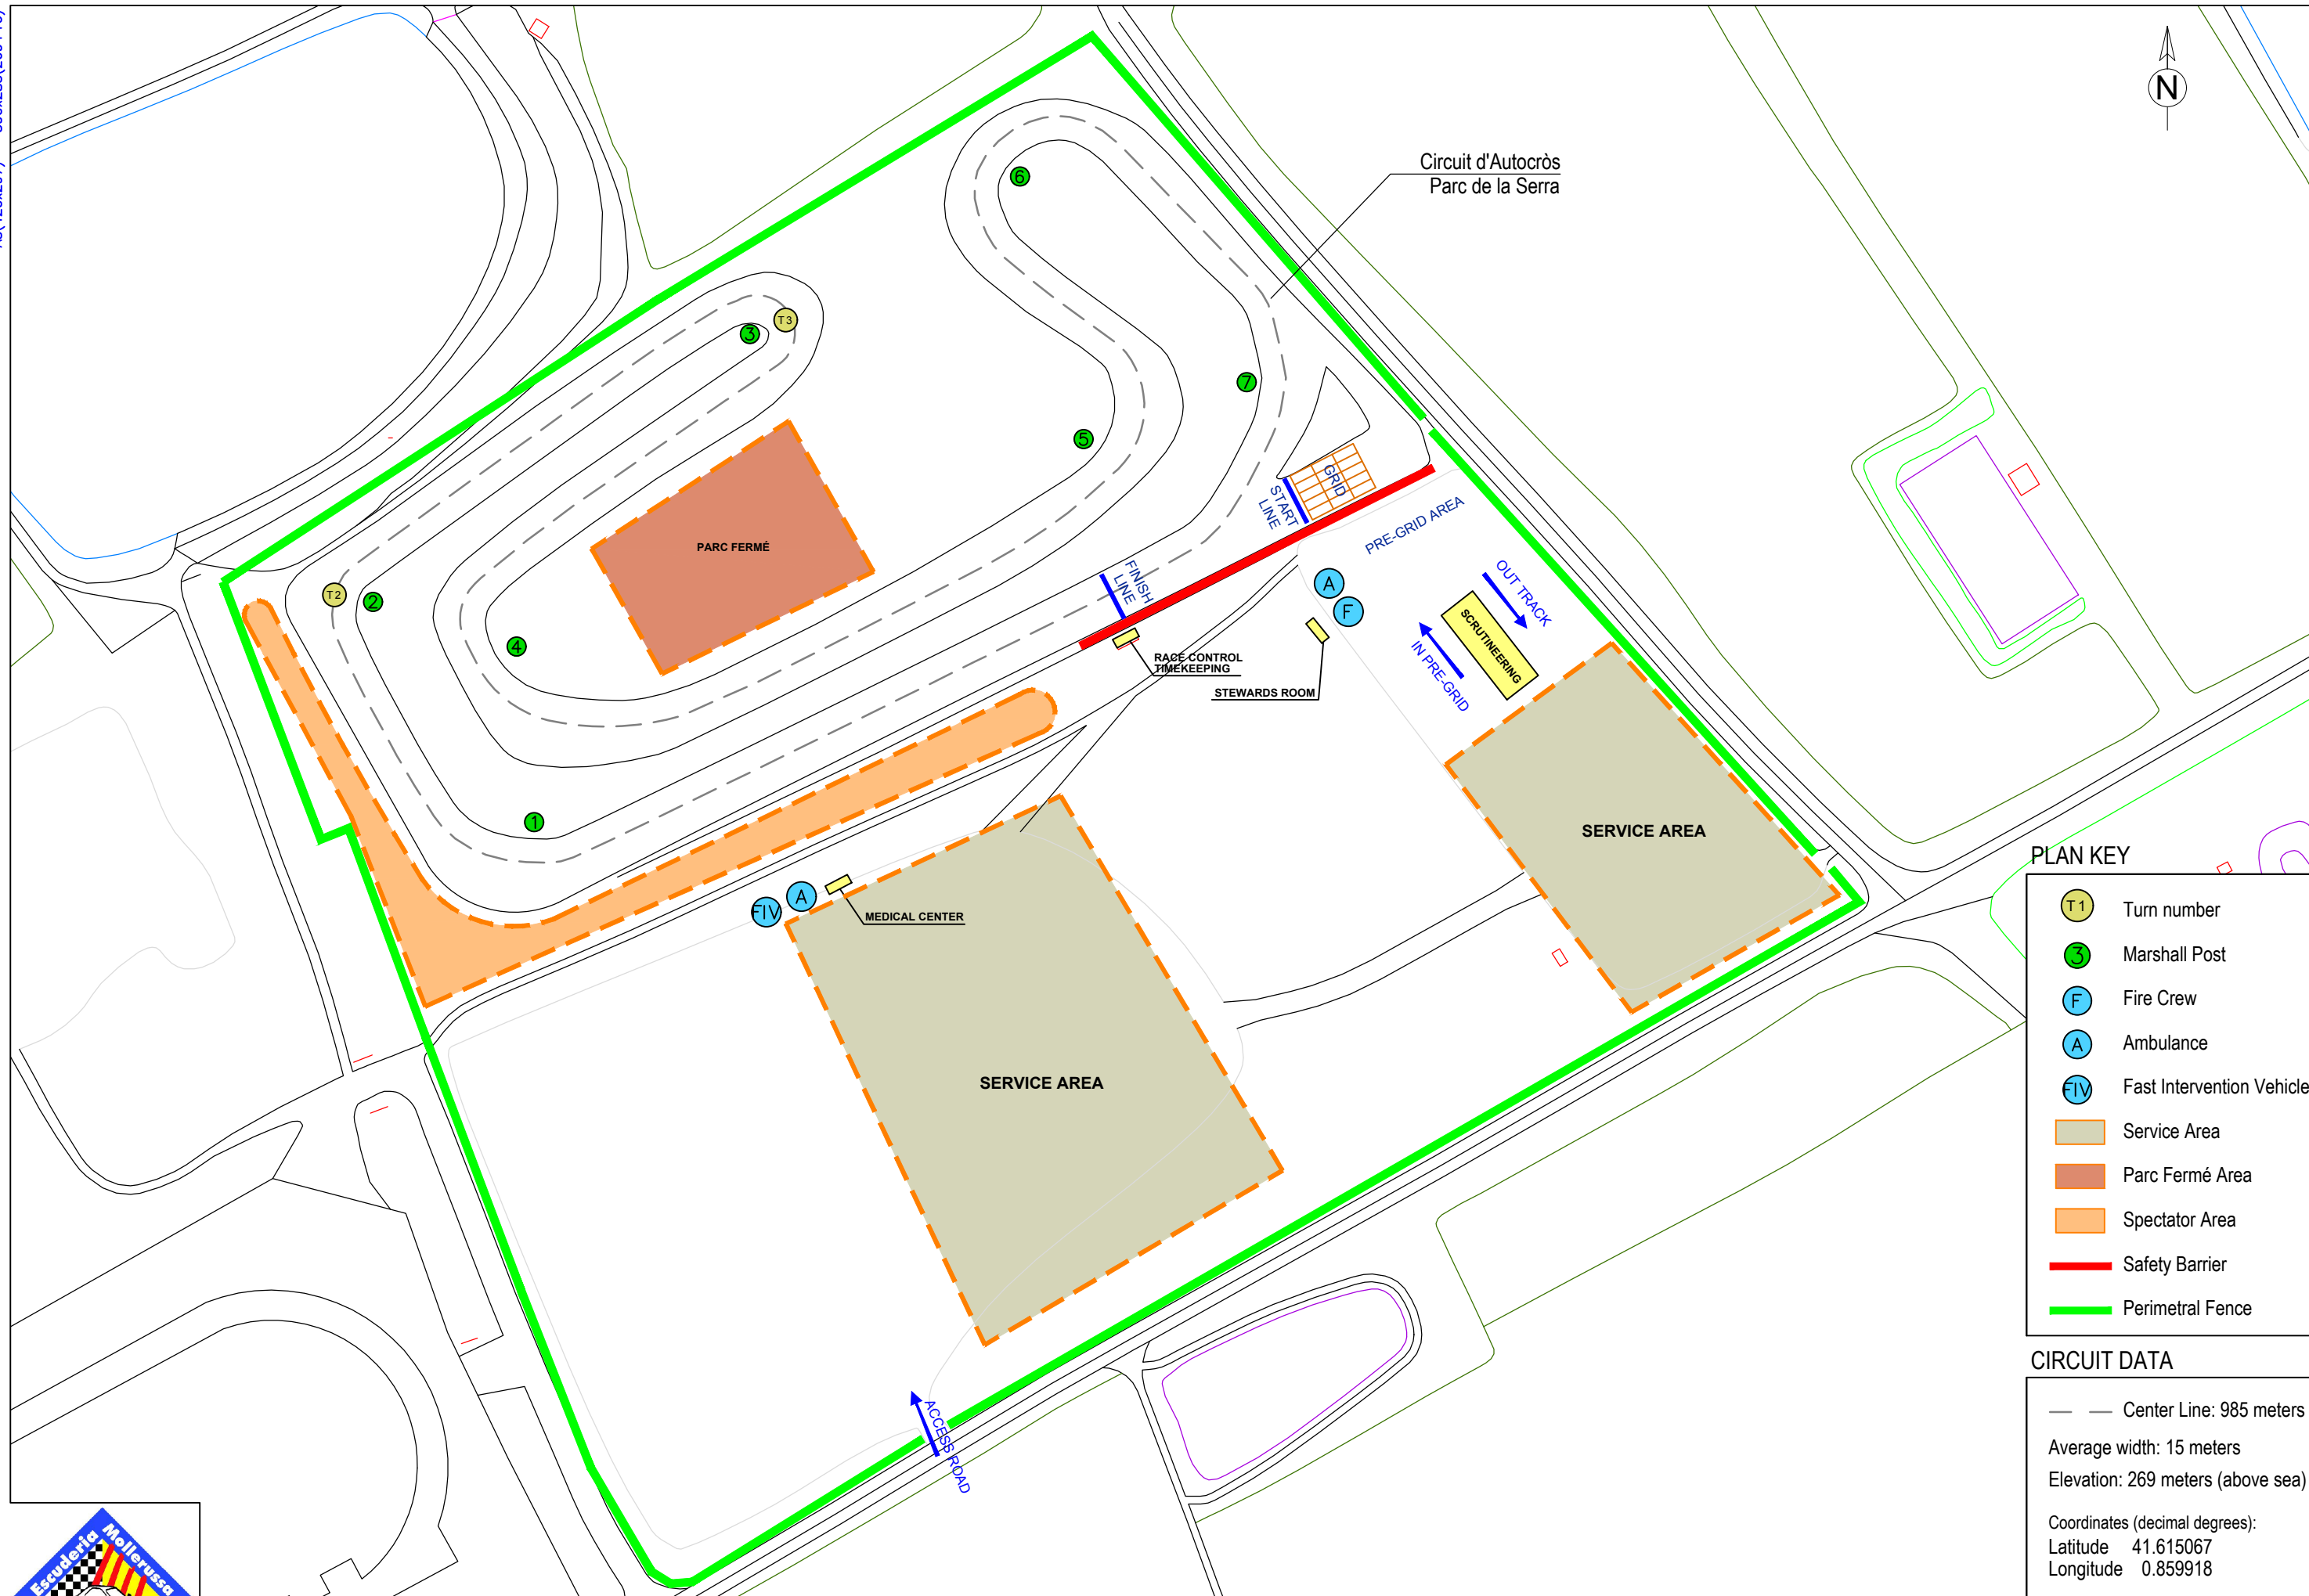 N
Circuit d'Autocròs
Parc de la Serra
6
T3
3
7
5
GRID
START
LINE
PRE-GRID AREA
PARC FERMÉ
FINISH
LINE
OUT TRACK
A
F
SCRUTINEERING
IN PRE-GRID
T2
2
4
RACE CONTROL
TIMEKEEPING
STEWARDS ROOM
1
SERVICE AREA
FIV
A
MEDICAL CENTER
SERVICE AREA
ACCESS ROAD
PLAN KEY
T1 Turn number
3 Marshall Post
F Fire Crew
A Ambulance
FIV Fast Intervention Vehicle
Service Area
Parc Fermé Area
Spectator Area
Safety Barrier
Perimetral Fence
CIRCUIT DATA
Center Line: 985 meters
Average width: 15 meters
Elevation: 269 meters (above sea)
Coordinates (decimal degrees):
Latitude 41.615067
Longitude 0.859918
Escuderia Mollerussa